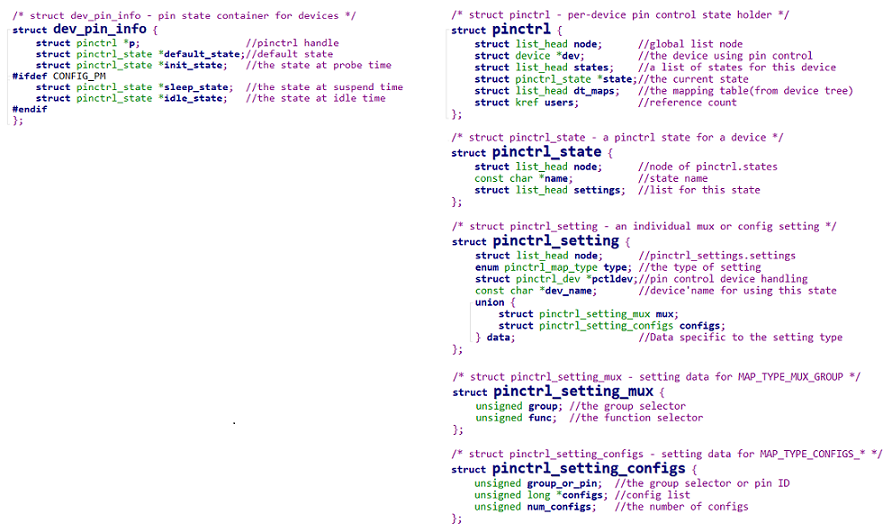 /* struct dev_pin_info - pin state container for devices */
struct dev_pin_info {
    struct pinctrl *p;                //pinctrl handle
    struct pinctrl_state *default_state;//default state
    struct pinctrl_state *init_state;   //the state at probe time
#ifdef CONFIG_PM
    struct pinctrl_state *sleep_state;  //the state at suspend time
    struct pinctrl_state *idle_state;   //the state at idle time
#endif
};
/* struct pinctrl - per-device pin control state holder */
struct pinctrl {
    struct list_head node;      //global list node
    struct device *dev;         //the device using pin control
    struct list_head states;    //a list of states for this device
    struct pinctrl_state *state;//the current state
    struct list_head dt_maps;   //the mapping table(from device tree)
    struct kref users;          //reference count
};
/* struct pinctrl_state - a pinctrl state for a device */
struct pinctrl_state {
    struct list_head node;      //node of pinctrl.states
    const char *name;           //state name
    struct list_head settings;  //list for this state
};
/* struct pinctrl_setting - an individual mux or config setting */
struct pinctrl_setting {
    struct list_head node;      //pinctrl_settings.settings
    enum pinctrl_map_type type; //the type of setting
    struct pinctrl_dev *pctldev;//pin control device handling
    const char *dev_name;       //device'name for using this state
    union {
        struct pinctrl_setting_mux mux;
        struct pinctrl_setting_configs configs;
    } data;                     //Data specific to the setting type
};
/* struct pinctrl_setting_mux - setting data for MAP_TYPE_MUX_GROUP */
struct pinctrl_setting_mux {
    unsigned group; //the group selector
    unsigned func;  //the function selector
};
/* struct pinctrl_setting_configs - setting data for MAP_TYPE_CONFIGS_* */
struct pinctrl_setting_configs {
    unsigned group_or_pin;  //the group selector or pin ID
    unsigned long *configs; //config list
    unsigned num_configs;   //the number of configs
};